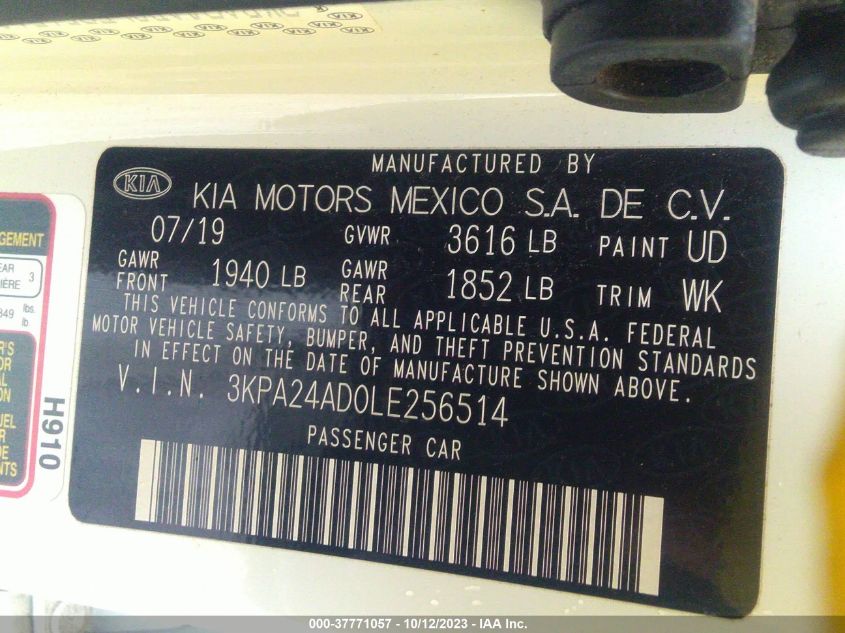 MANUFACTURED BY
KIA KIA MOTORS MEXICO S.A. DE C.V.
07/19 GVWR 3616 LB PAINT UD
GAWR FRONT 1940 LB GAWR REAR 1852 LB TRIM WK
THIS VEHICLE CONFORMS TO ALL APPLICABLE U.S.A. FEDERAL
MOTOR VEHICLE SAFETY, BUMPER, AND THEFT PREVENTION STANDARDS
IN EFFECT ON THE DATE OF MANUFACTURE SHOWN ABOVE.
V.I.N. 3KPA24AD0LE256514
PASSENGER CAR
H910
3
lbs
lb
000-37771057 - 10/12/2023 - IAA Inc.